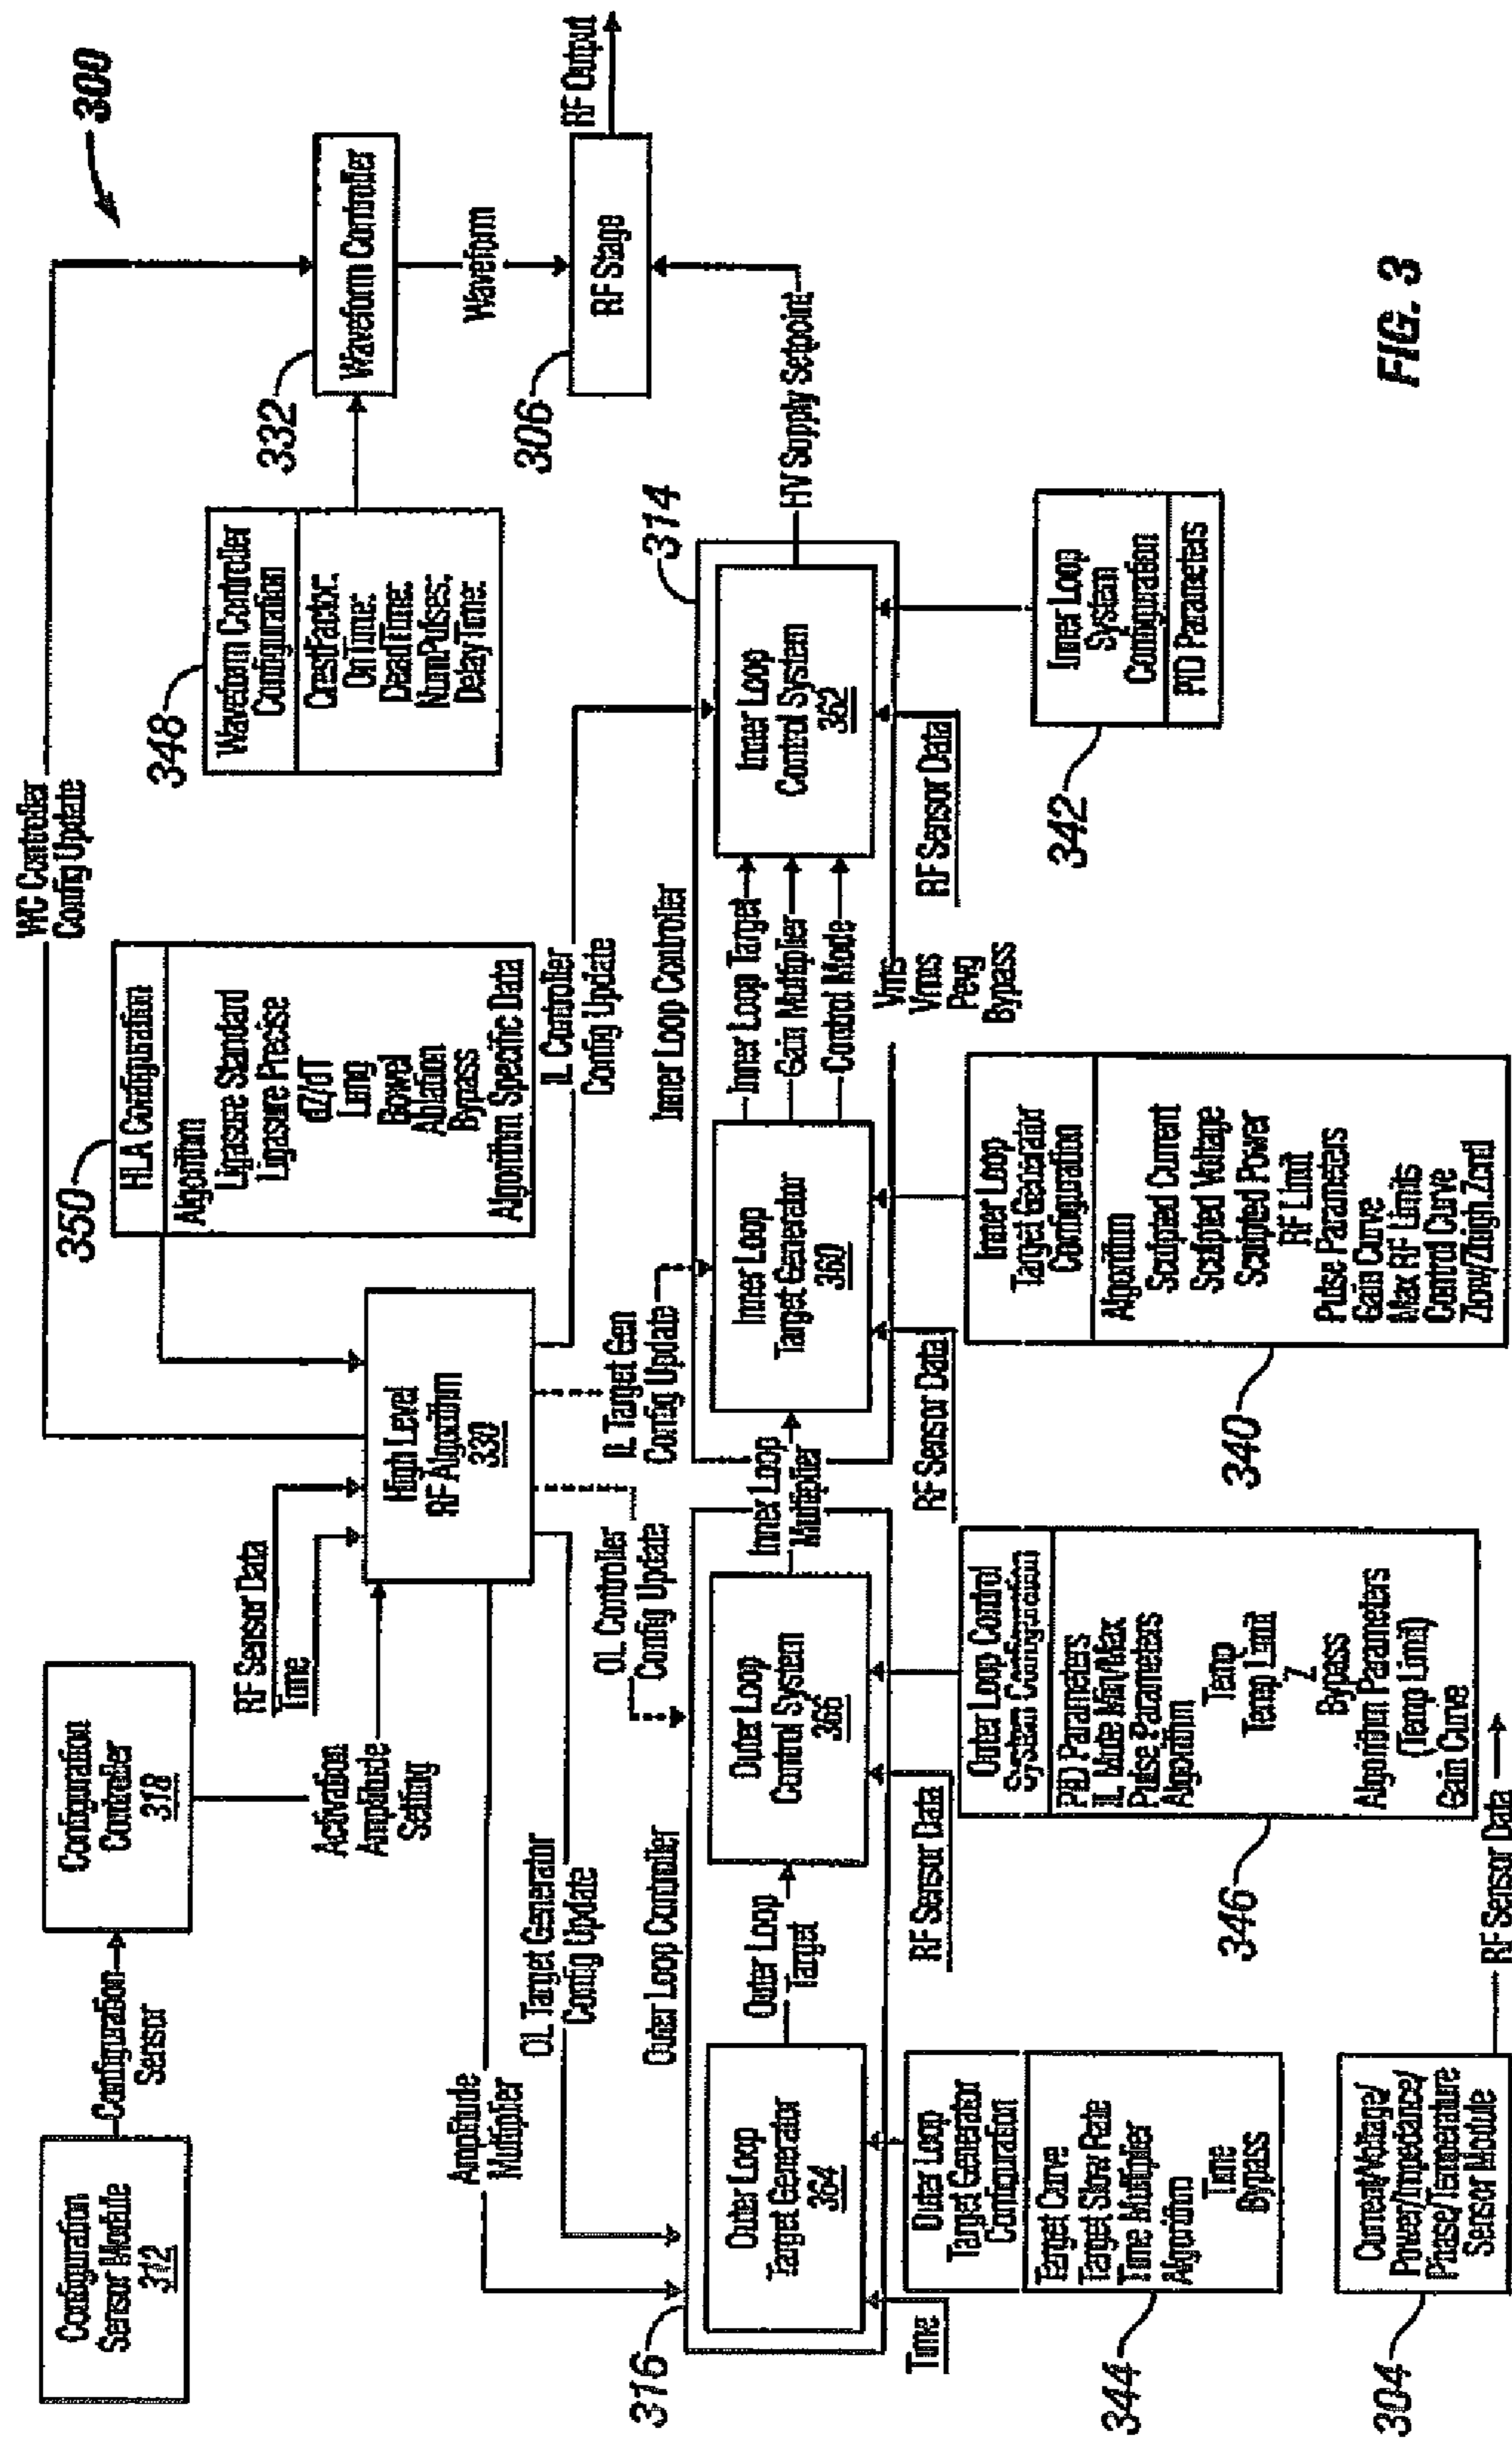 300
WC Controller
Config Update
Configuration
Sensor Module
312
Configuration
Sensor
Configuration
Controller
318
Activation
Amplitude
Setting
RF Sensor Data
Time
High Level
RF Algorithm
330
350
HLA Configuration
Algorithm
Ligasure Standard
Ligasure Precise
dZ/dT
Lung
Bowel
Ablation
Bypass
Algorithm Specific Data
348
Waveform Controller
Configuration
CrestFactor:
OnTime:
DeadTime:
NumPulses:
DelayTime:
332
Waveform Controller
Waveform
306
RF Stage
RF Output
HV Supply Setpoint
Amplitude
Multiplier
OL Target Generator
Config Update
OL Controller
Config Update
IL Target Gen
Config Update
IL Controller
Config Update
316
Outer Loop Controller
Outer Loop
Target Generator
364
Outer Loop
Target
Outer Loop
Control System
366
Inner Loop
Multiplier
Inner Loop Controller
314
Inner Loop
Target Generator
360
Inner Loop Target
Gain Multiplier
Control Mode
Inner Loop
Control System
362
Time
RF Sensor Data
RF Sensor Data
RF Sensor Data
Vrms
Vrms
Pavg
Bypass
344
Outer Loop
Target Generator
Configuration
Target Curve
Target Slow Rate
Time Multiplier
Algorithm
Time
Bypass
346
Outer Loop Control
System Configuration
PID Parameters
IL Mute Min/Max
Pulse Parameters
Algorithm
Temp
Temp Limit
Z
Bypass
Algorithm Parameters
(Temp Limit)
Gain Curve
340
Inner Loop
Target Generator
Configuration
Algorithm
Sculpted Current
Sculpted Voltage
Sculpted Power
RF Limit
Pulse Parameters
Gain Curve
Max RF Limits
Control Curve
342
Inner Loop
System
Configuration
PID Parameters
304
Current/Voltage/
Power/Impedance/
Phase/Temperature
Sensor Module
RF Sensor Data
FIG. 3